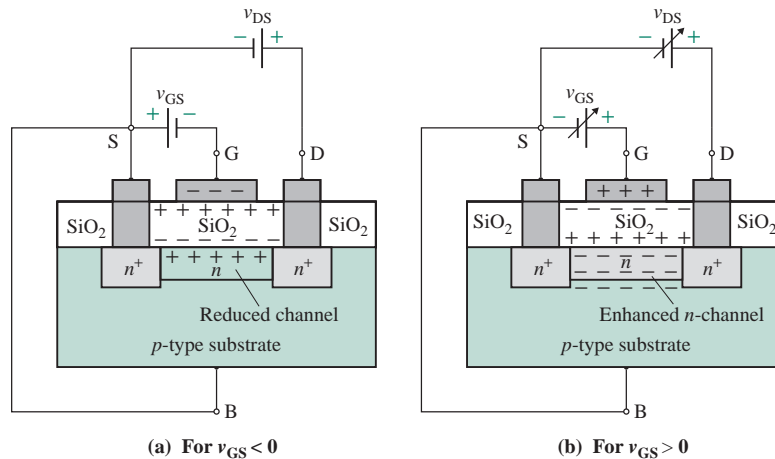 vDS
− +
vGS
+ −
S
G
D
− − −
+ + + + + +
SiO2 SiO2 SiO2
− − − −
+ + + + +
n+ n n+
Reduced channel
p-type substrate
B
(a) For vGS < 0
vDS
− +
vGS
− +
S
G
D
+ + +
− − − − − −
SiO2 SiO2 SiO2
+ + + + + +
n+ n n+
Enhanced n-channel
p-type substrate
B
(b) For vGS > 0